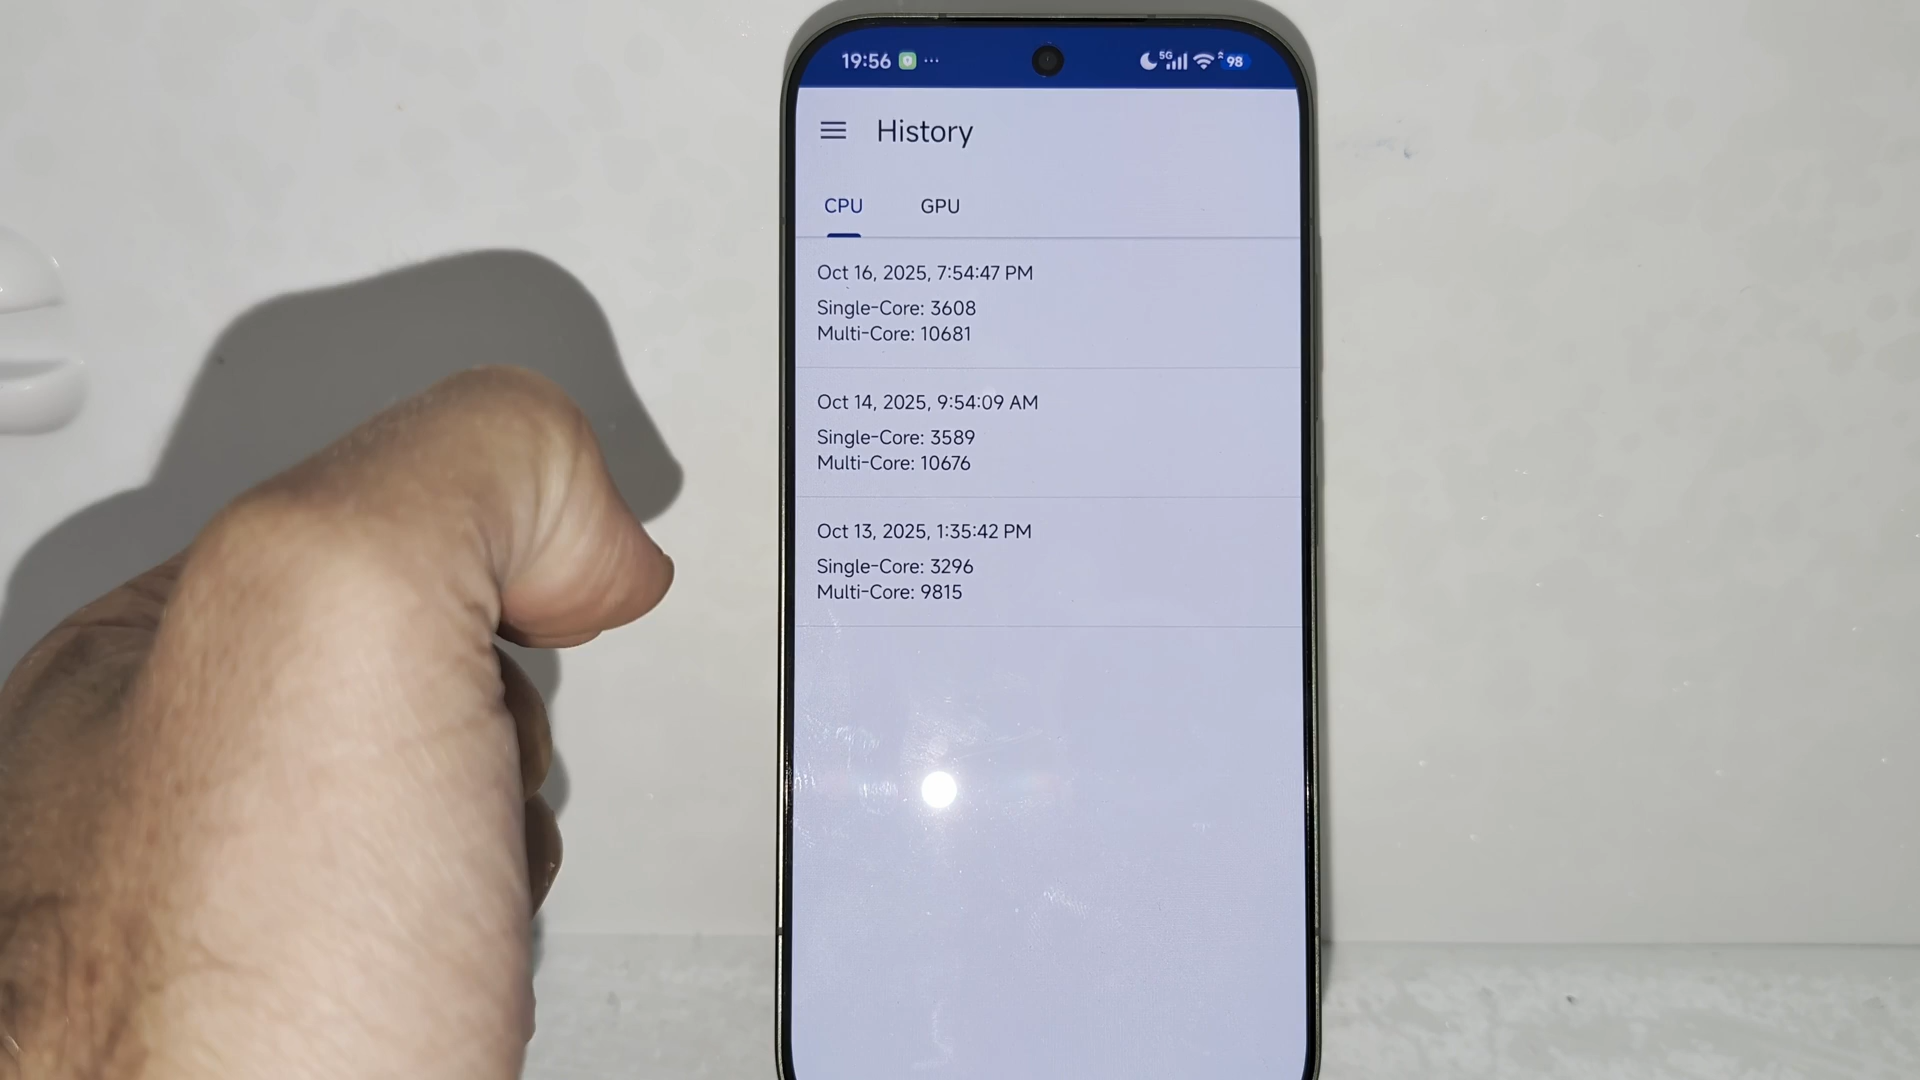 19:56 ... 5G 98
History
CPU GPU
Oct 16, 2025, 7:54:47 PM
Single-Core: 3608
Multi-Core: 10681
Oct 14, 2025, 9:54:09 AM
Single-Core: 3589
Multi-Core: 10676
Oct 13, 2025, 1:35:42 PM
Single-Core: 3296
Multi-Core: 9815